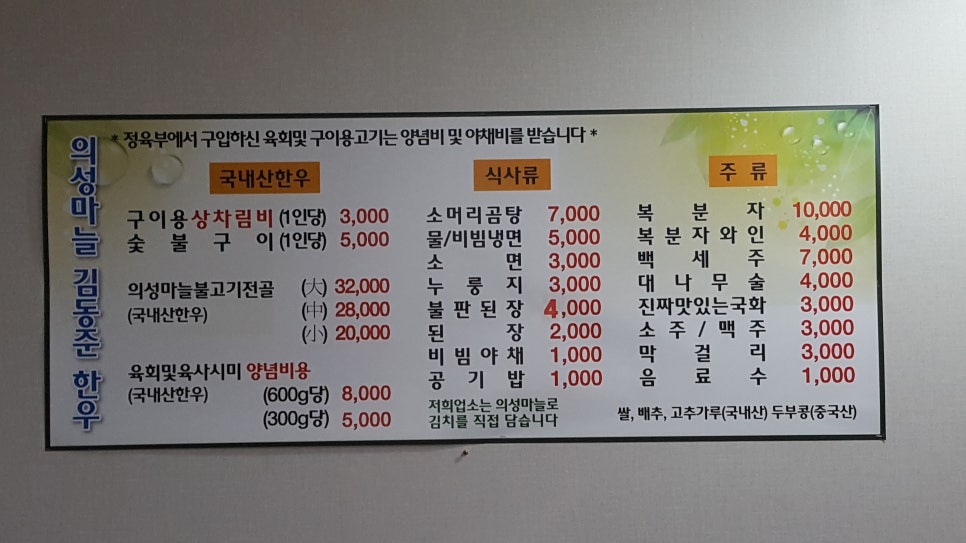 의성마늘 김동준 한우
* 정육부에서 구입하신 육회및 구이용고기는 양념비 및 야채비를 받습니다 *
국내산한우
구이용상차림비 (1인당) 3,000
숯불구이 (1인당) 5,000
의성마늘불고기전골 (大) 32,000
(국내산한우) (中) 28,000
(小) 20,000
육회및육사시미 양념비용
(국내산한우) (600g당) 8,000
(300g당) 5,000
식사류
소머리곰탕 7,000
물/비빔냉면 5,000
소면 3,000
누룽지 3,000
불판된장 4,000
된장 2,000
비빔야채 1,000
공기밥 1,000
저희업소는 의성마늘로
김치를 직접 담습니다
주류
복분자 10,000
복분자와인 4,000
백세주 7,000
대나무술 4,000
진짜맛있는국화 3,000
소주/맥주 3,000
막걸리 3,000
음료수 1,000
쌀, 배추, 고추가루(국내산) 두부콩(중국산)